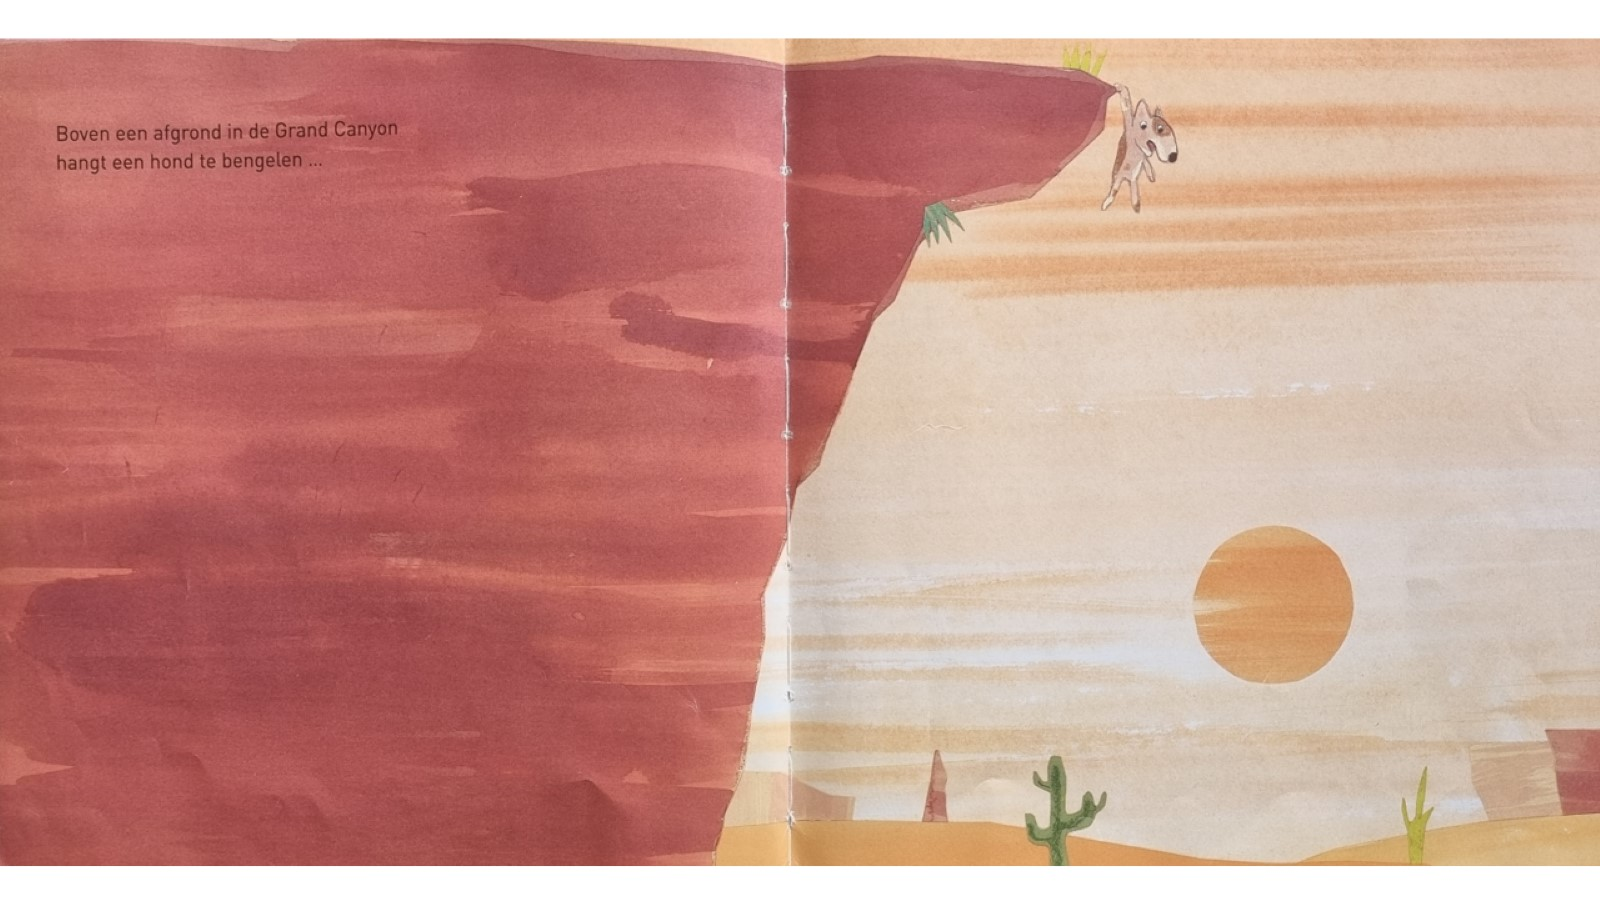 Boven een afgrond in de Grand Canyon
hangt een hond te bengelen ...